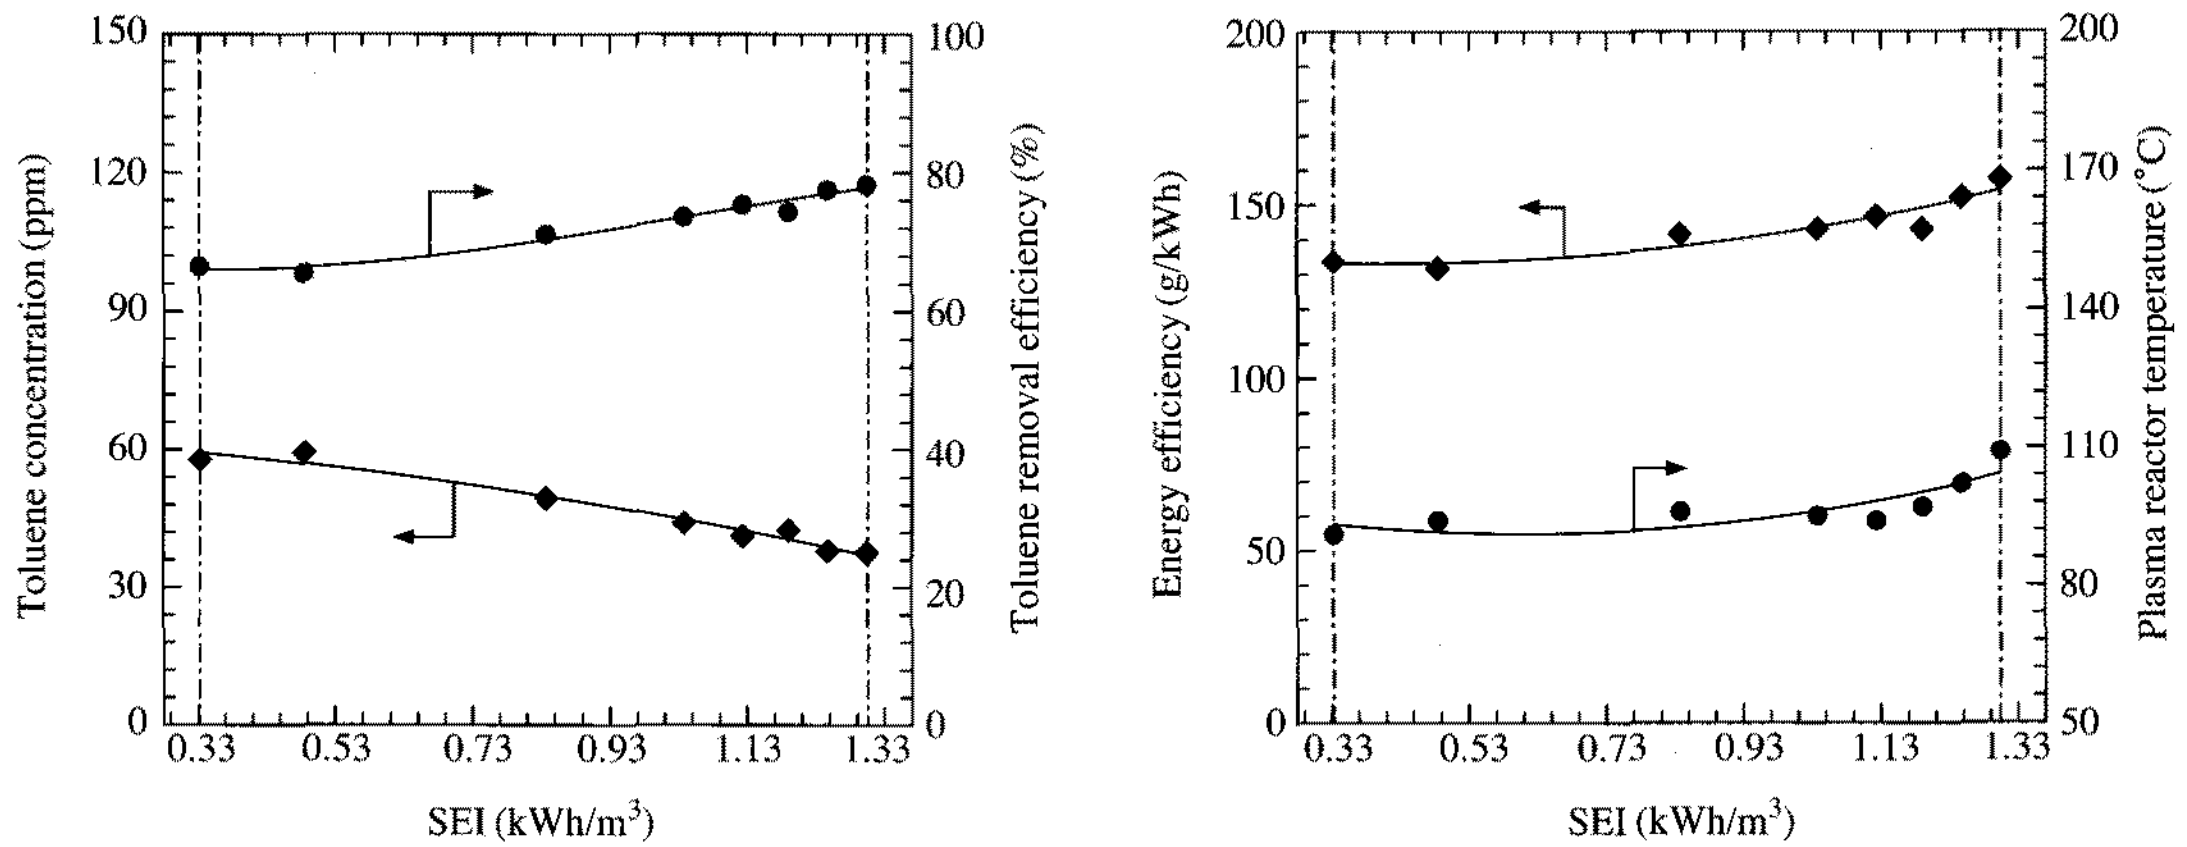 150
120
90
60
30
0
Toluene concentration (ppm)
100
80
60
40
20
0
Toluene removal efficiency (%)
0.33 0.53 0.73 0.93 1.13 1.33
SEI (kWh/m³)
200
150
100
50
0
Energy efficiency (g/kWh)
200
170
140
110
80
50
Plasma reactor temperature (°C)
0.33 0.53 0.73 0.93 1.13 1.33
SEI (kWh/m³)